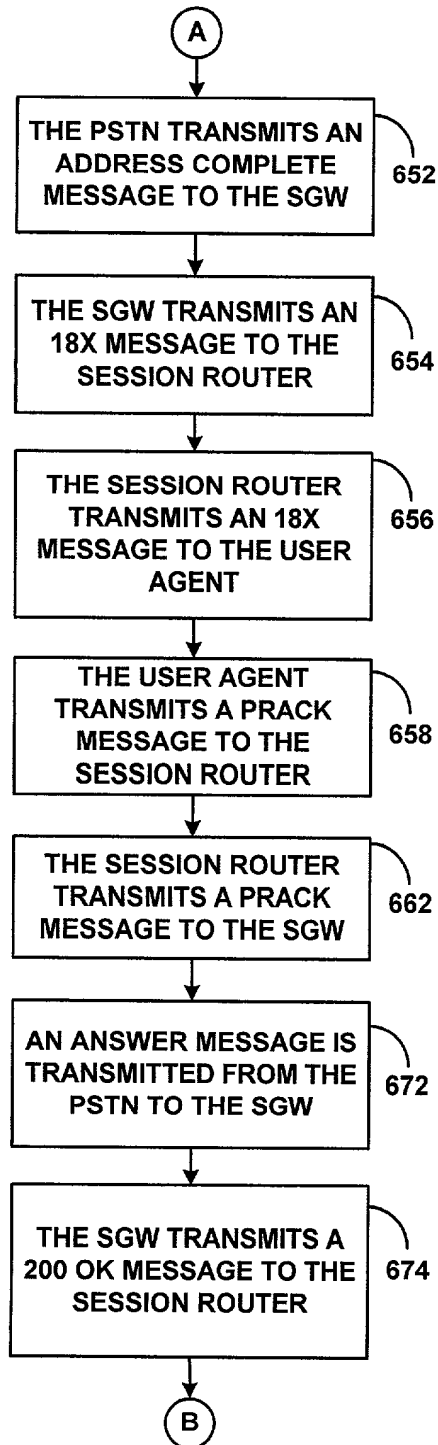 A
THE PSTN TRANSMITS AN
ADDRESS COMPLETE
MESSAGE TO THE SGW
652
THE SGW TRANSMITS AN
18X MESSAGE TO THE
SESSION ROUTER
654
THE SESSION ROUTER
TRANSMITS AN 18X
MESSAGE TO THE USER
AGENT
656
THE USER AGENT
TRANSMITS A PRACK
MESSAGE TO THE
SESSION ROUTER
658
THE SESSION ROUTER
TRANSMITS A PRACK
MESSAGE TO THE SGW
662
AN ANSWER MESSAGE IS
TRANSMITTED FROM THE
PSTN TO THE SGW
672
THE SGW TRANSMITS A
200 OK MESSAGE TO THE
SESSION ROUTER
674
B